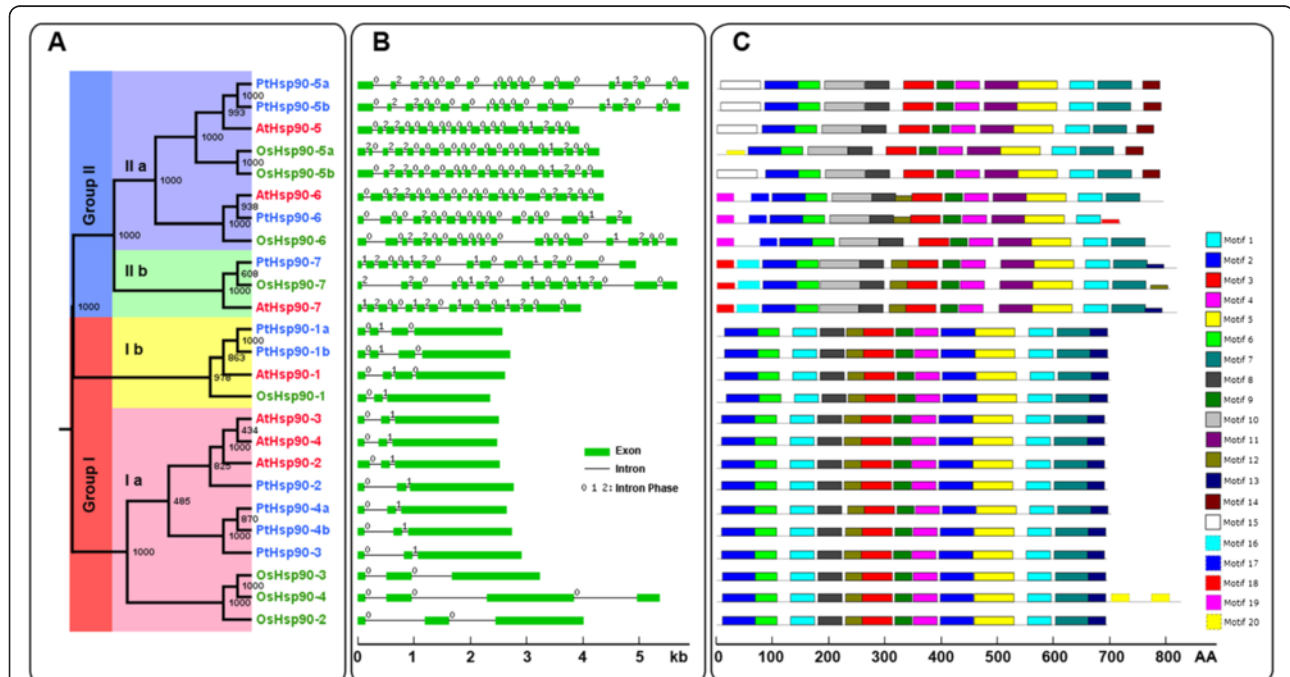 A
B
C
Group II
Group I
II a
II b
I b
I a
PtHsp90-5a
PtHsp90-5b
AtHsp90-5
OsHsp90-5a
OsHsp90-5b
AtHsp90-6
PtHsp90-6
OsHsp90-6
PtHsp90-7
OsHsp90-7
AtHsp90-7
PtHsp90-1a
PtHsp90-1b
AtHsp90-1
OsHsp90-1
AtHsp90-3
AtHsp90-4
AtHsp90-2
PtHsp90-2
PtHsp90-4a
PtHsp90-4b
PtHsp90-3
OsHsp90-3
OsHsp90-4
OsHsp90-2
1000
993
1000
1000
1000
938
1000
1000
608
1000
1000
1000
863
978
434
1000
825
485
870
1000
1000
1000
1000
Exon
Intron
0 1 2: Intron Phase
0 1 2 3 4 5 kb
Motif 1
Motif 2
Motif 3
Motif 4
Motif 5
Motif 6
Motif 7
Motif 8
Motif 9
Motif 10
Motif 11
Motif 12
Motif 13
Motif 14
Motif 15
Motif 16
Motif 17
Motif 18
Motif 19
Motif 20
0 100 200 300 400 500 600 700 800 AA